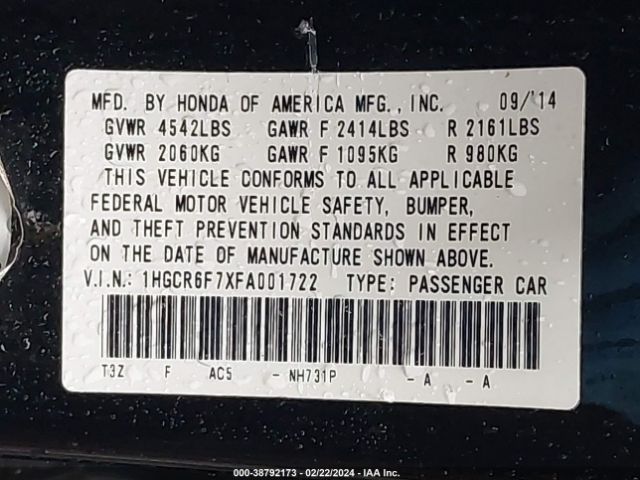 MFD. BY HONDA OF AMERICA MFG., INC. 09/'14
GVWR 4542LBS GAWR F 2414LBS R 2161LBS
GVWR 2060KG GAWR F 1095KG R 980KG
THIS VEHICLE CONFORMS TO ALL APPLICABLE
FEDERAL MOTOR VEHICLE SAFETY, BUMPER,
AND THEFT PREVENTION STANDARDS IN EFFECT
ON THE DATE OF MANUFACTURE SHOWN ABOVE.
V.I.N.: 1HGCR6F7XFA001722 TYPE: PASSENGER CAR
T3Z F AC5 - NH731P - A - A
000-38792173 - 02/22/2024 - IAA Inc.